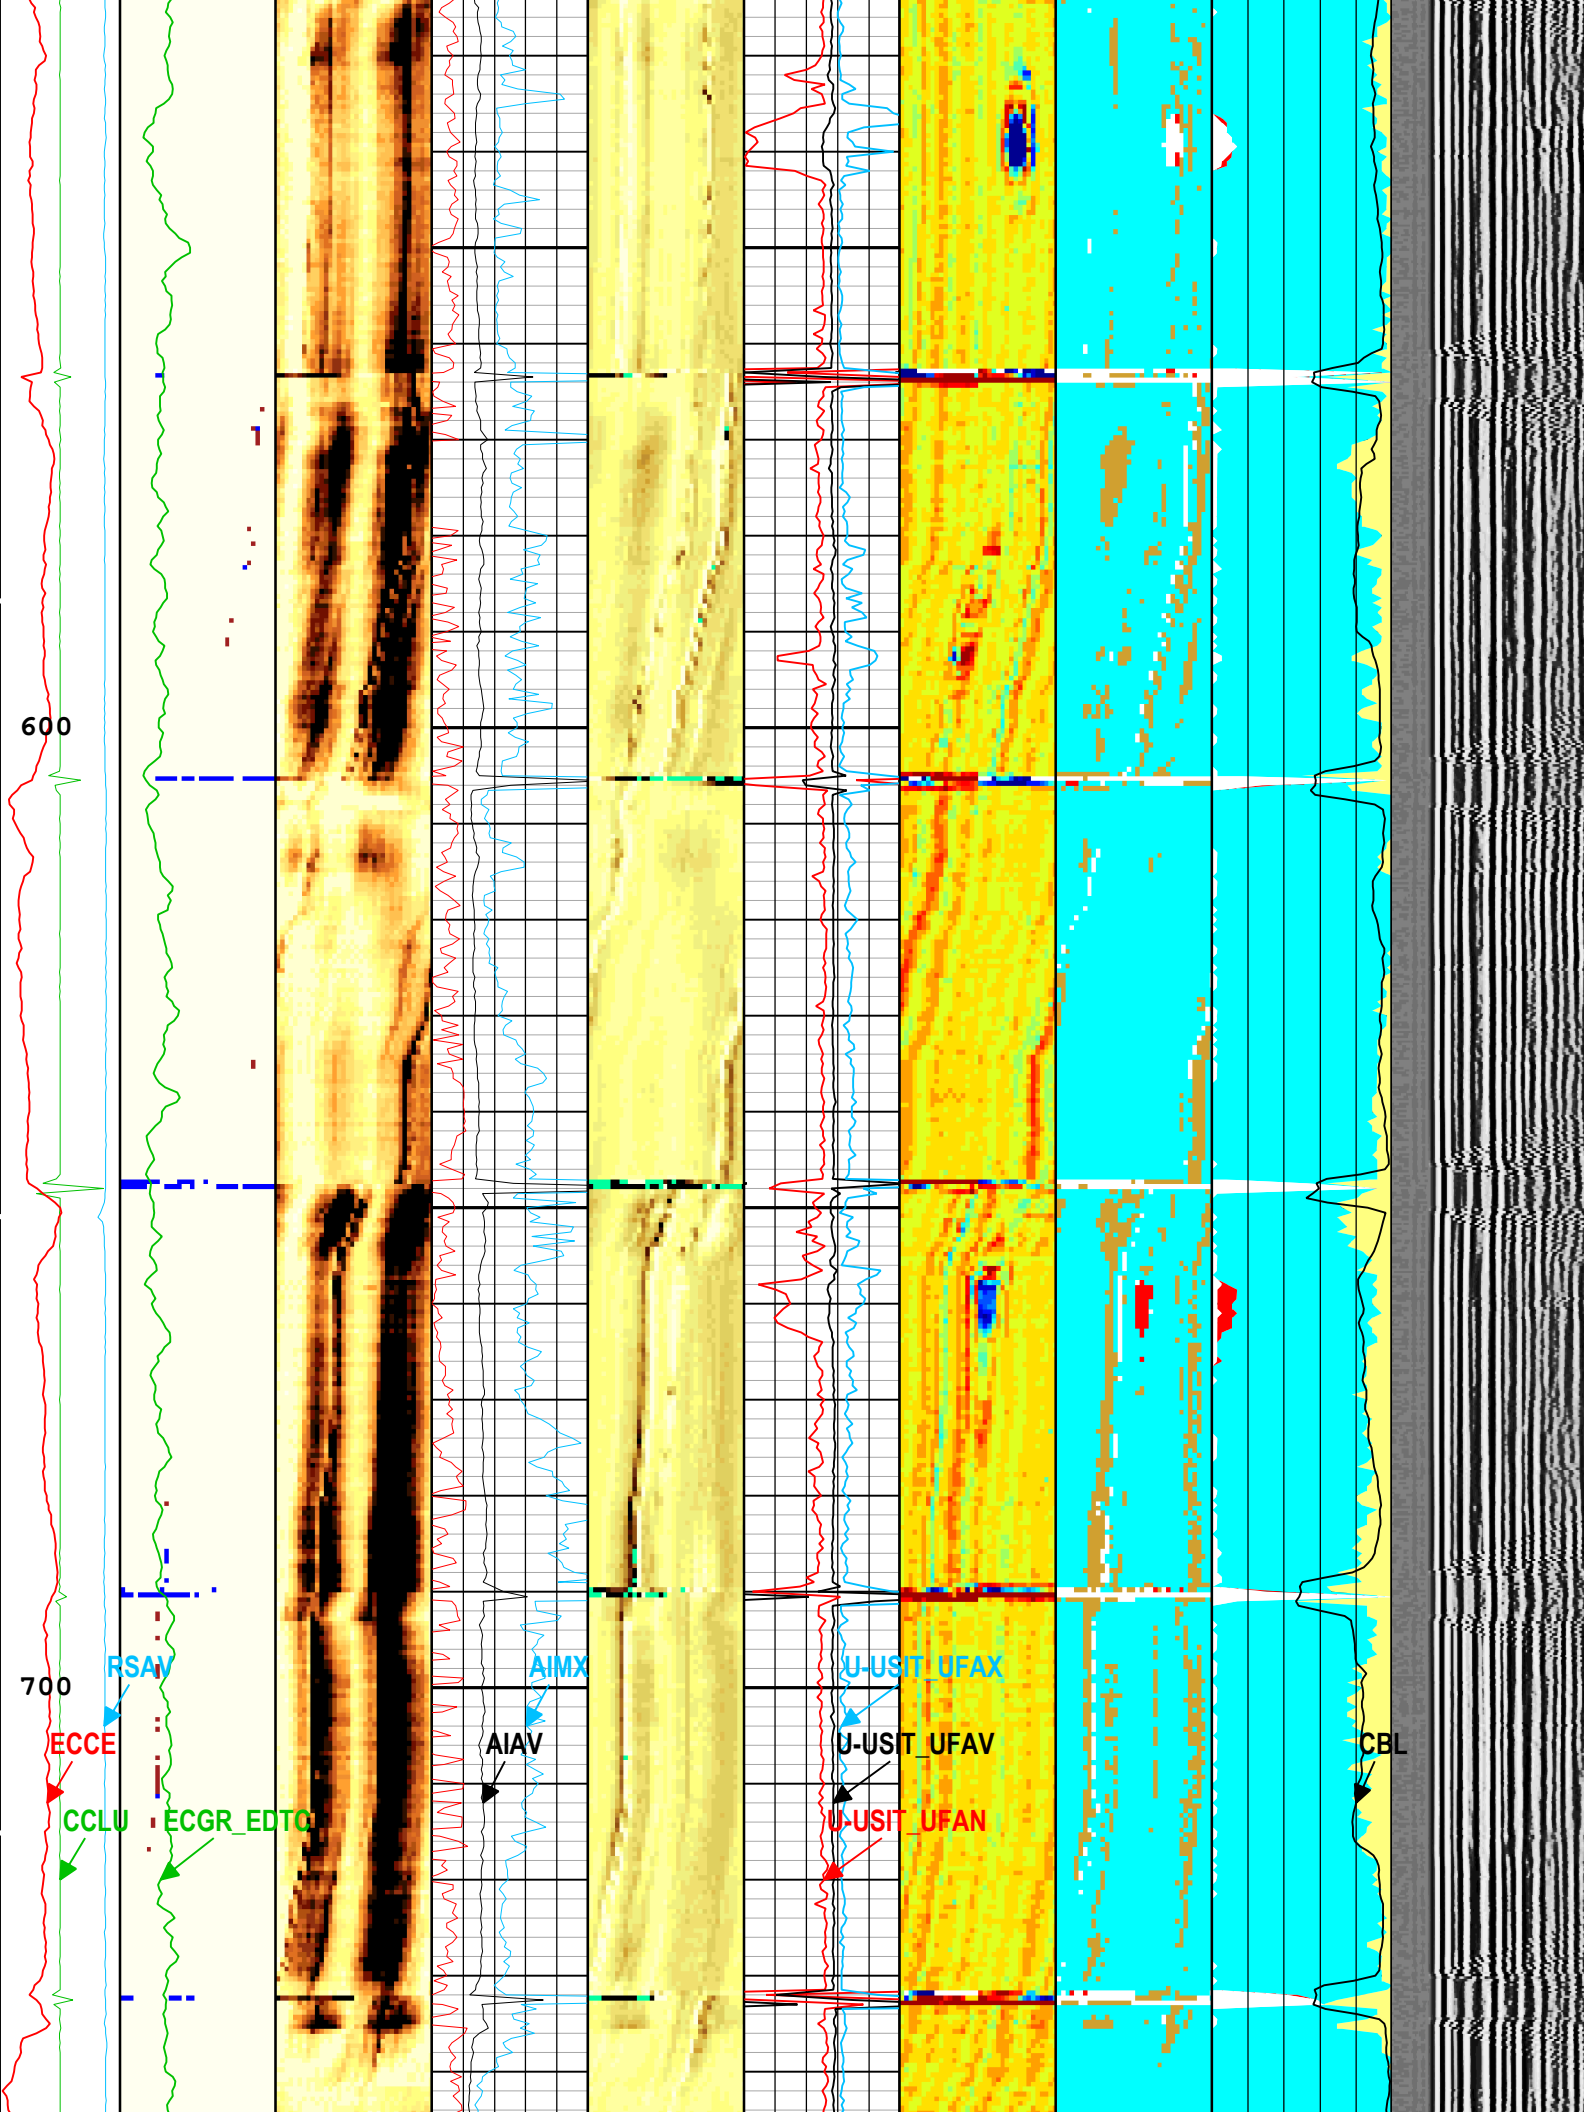 600
RSAV
AIMX
U-USIT_UFAX
700
ECCE
AIAV
U-USIT_UFAV
CBL
CCLU
ECGR_EDTC
U-USIT_UFAN